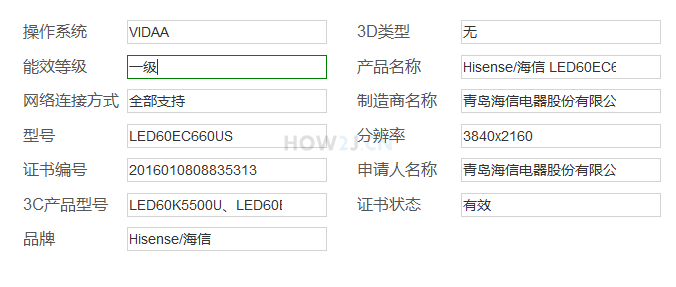 操作系统 VIDAA 3D类型 无
能效等级 一级 产品名称 Hisense/海信 LED60EC6
网络连接方式 全部支持 制造商名称 青岛海信电器股份有限公
型号 LED60EC660US 分辨率 3840x2160
HOW2J.CN
证书编号 2016010808835313 申请人名称 青岛海信电器股份有限公
3C产品型号 LED60K5500U、LED60E 证书状态 有效
品牌 Hisense/海信